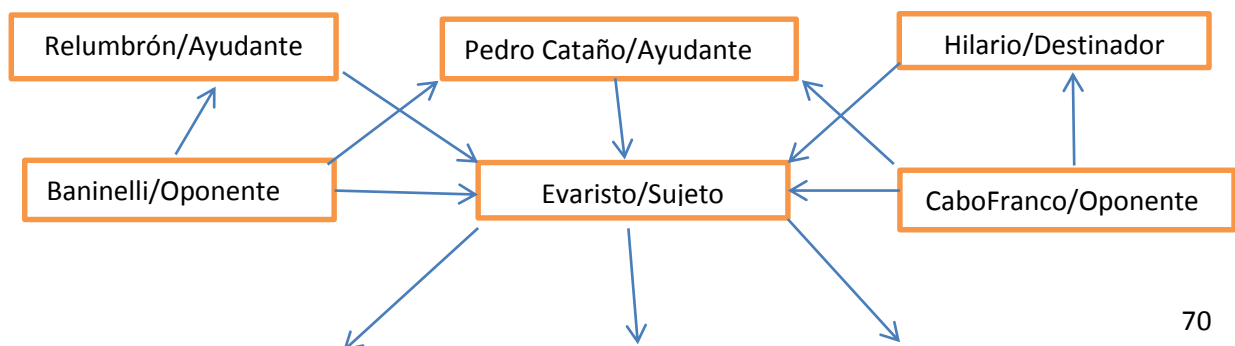 Relumbrón/Ayudante
Pedro Cataño/Ayudante
Hilario/Destinador
Baninelli/Oponente
Evaristo/Sujeto
CaboFranco/Oponente
70